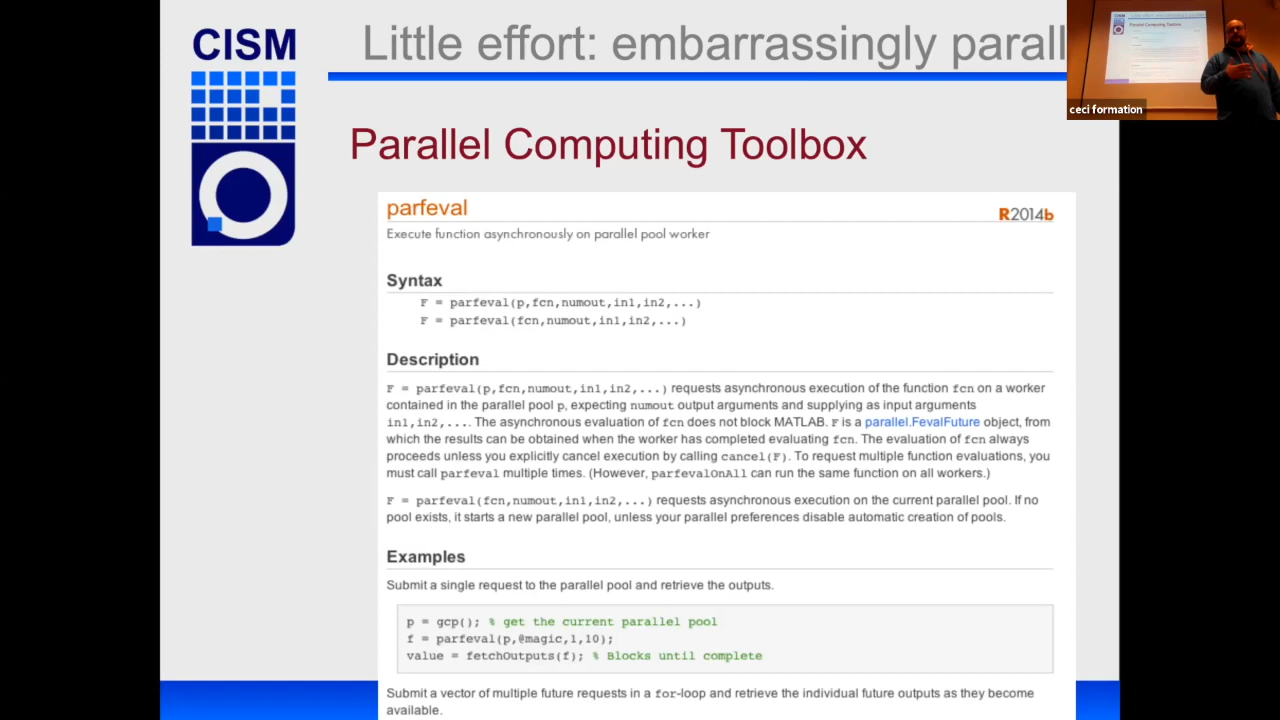 CISM
Little effort: embarrassingly parall
Parallel Computing Toolbox
ceci formation
Parallel Computing Toolbox
parfeval
R2014b
Execute function asynchronously on parallel pool worker
Syntax
F = parfeval(p,fcn,numout,in1,in2,...)
F = parfeval(fcn,numout,in1,in2,...)
Description
F = parfeval(p,fcn,numout,in1,in2,...) requests asynchronous execution of the function fcn on a worker
contained in the parallel pool p, expecting numout output arguments and supplying as input arguments
in1,in2,.... The asynchronous evaluation of fcn does not block MATLAB. F is a parallel.FevalFuture object, from
which the results can be obtained when the worker has completed evaluating fcn. The evaluation of fcn always
proceeds unless you explicitly cancel execution by calling cancel(F). To request multiple function evaluations, you
must call parfeval multiple times. (However, parfevalOnAll can run the same function on all workers.)
F = parfeval(fcn,numout,in1,in2,...) requests asynchronous execution on the current parallel pool. If no
pool exists, it starts a new parallel pool, unless your parallel preferences disable automatic creation of pools.
Examples
Submit a single request to the parallel pool and retrieve the outputs.
p = gcp(); % get the current parallel pool
f = parfeval(p,@magic,1,10);
value = fetchOutputs(f); % Blocks until complete
Submit a vector of multiple future requests in a for-loop and retrieve the individual future outputs as they become
available.